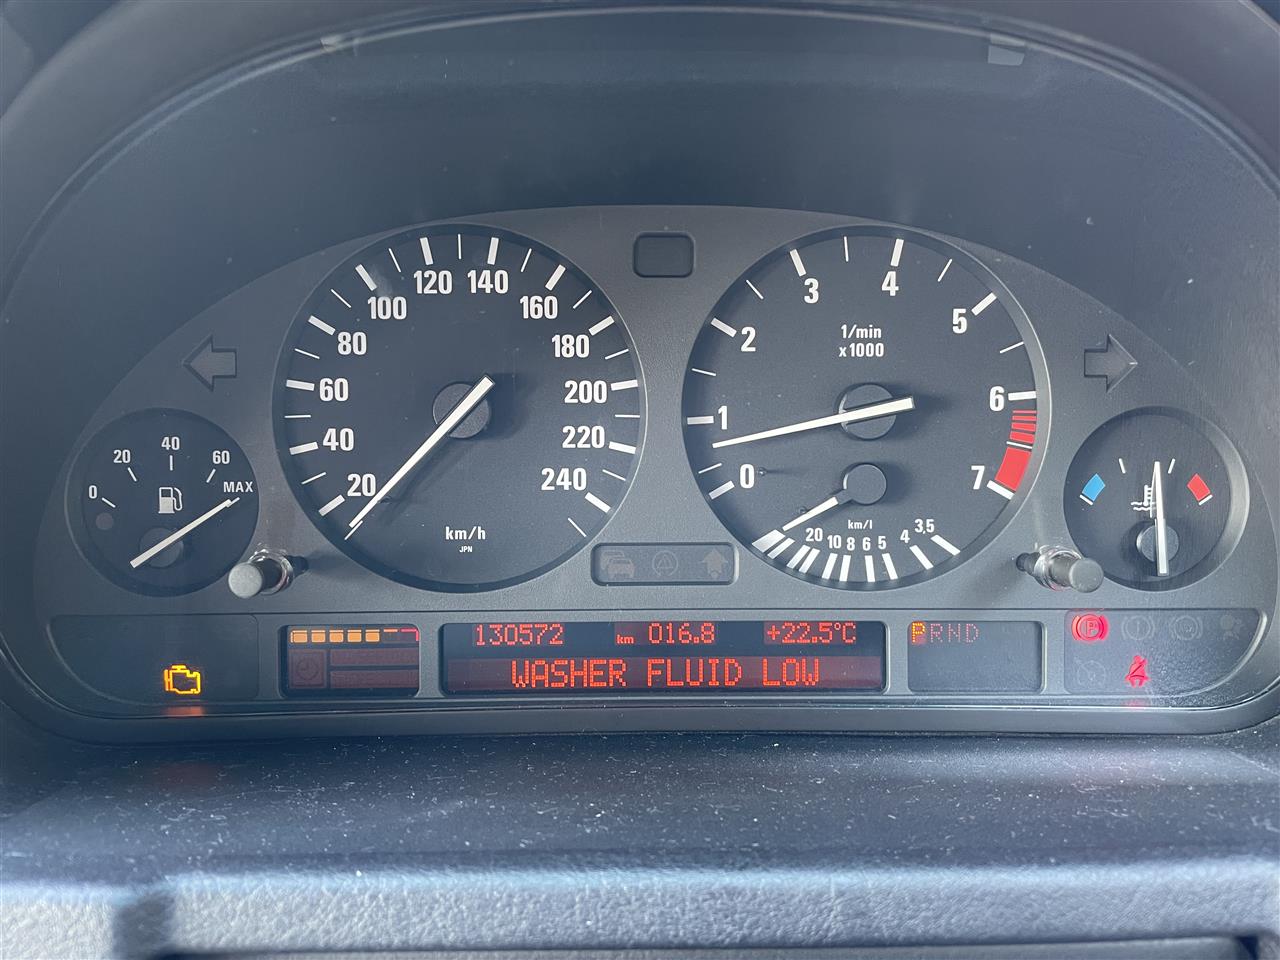 120 140
100 160
80 180
60 200
40 220
20 240
km/h
JPN
3 4
2 5
1/min
x1000
1 6
0 7
km/l
20 10 8 6 5 4 3,5
0 20 40 60
MAX
130572 km 016.8 +22.5°C
WASHER FLUID LOW
PRND
(P)